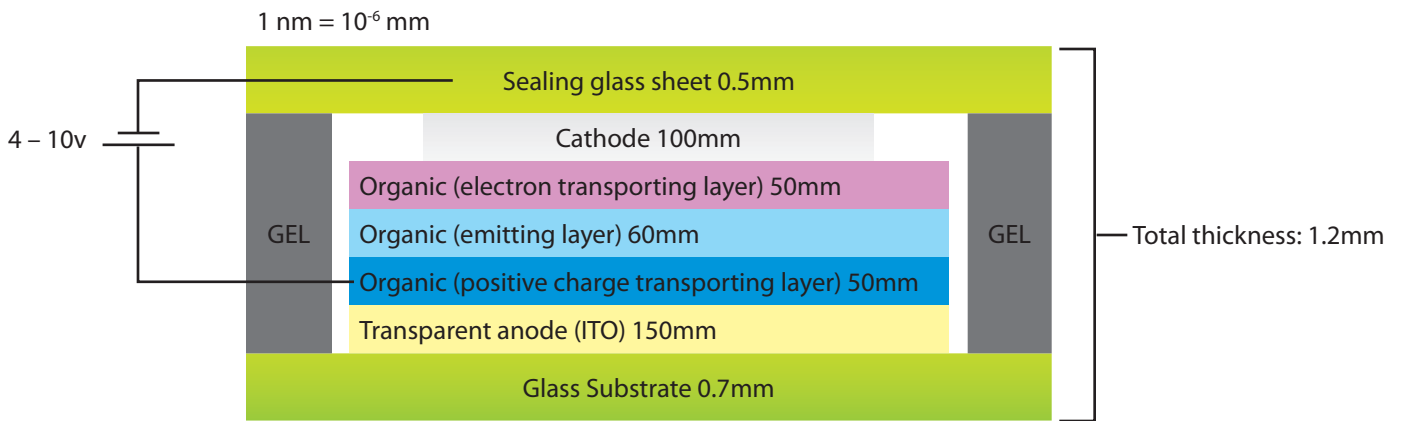 1 nm = 10⁻⁶ mm
Sealing glass sheet 0.5mm
4 – 10v
Cathode 100mm
Organic (electron transporting layer) 50mm
GEL
Organic (emitting layer) 60mm
GEL
Total thickness: 1.2mm
Organic (positive charge transporting layer) 50mm
Transparent anode (ITO) 150mm
Glass Substrate 0.7mm